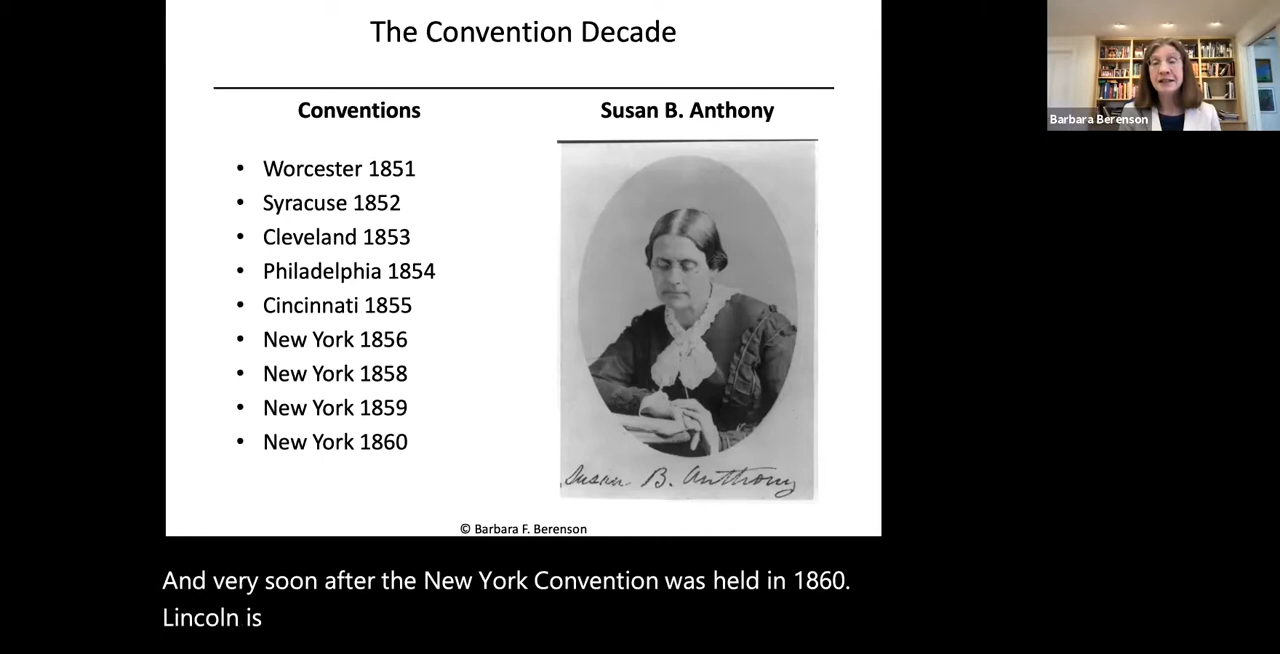 The Convention Decade
Conventions
Susan B. Anthony
• Worcester 1851
• Syracuse 1852
• Cleveland 1853
• Philadelphia 1854
• Cincinnati 1855
• New York 1856
• New York 1858
• New York 1859
• New York 1860
Susan B. Anthony
© Barbara F. Berenson
Barbara Berenson
And very soon after the New York Convention was held in 1860.
Lincoln is